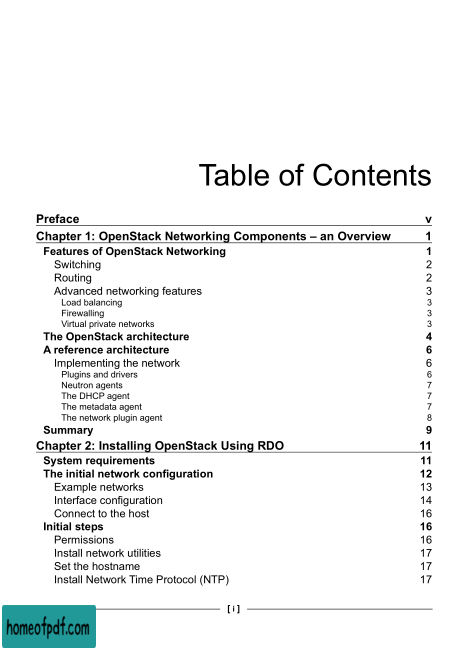 Table of Contents
Preface v
Chapter 1: OpenStack Networking Components – an Overview 1
Features of OpenStack Networking 1
Switching 2
Routing 2
Advanced networking features 3
Load balancing 3
Firewalling 3
Virtual private networks 3
The OpenStack architecture 4
A reference architecture 6
Implementing the network 6
Plugins and drivers 6
Neutron agents 7
The DHCP agent 7
The metadata agent 7
The network plugin agent 8
Summary 9
Chapter 2: Installing OpenStack Using RDO 11
System requirements 11
The initial network configuration 12
Example networks 13
Interface configuration 14
Connect to the host 16
Initial steps 16
Permissions 16
Install network utilities 17
Set the hostname 17
Install Network Time Protocol (NTP) 17
[ i ]
homeofpdf.com